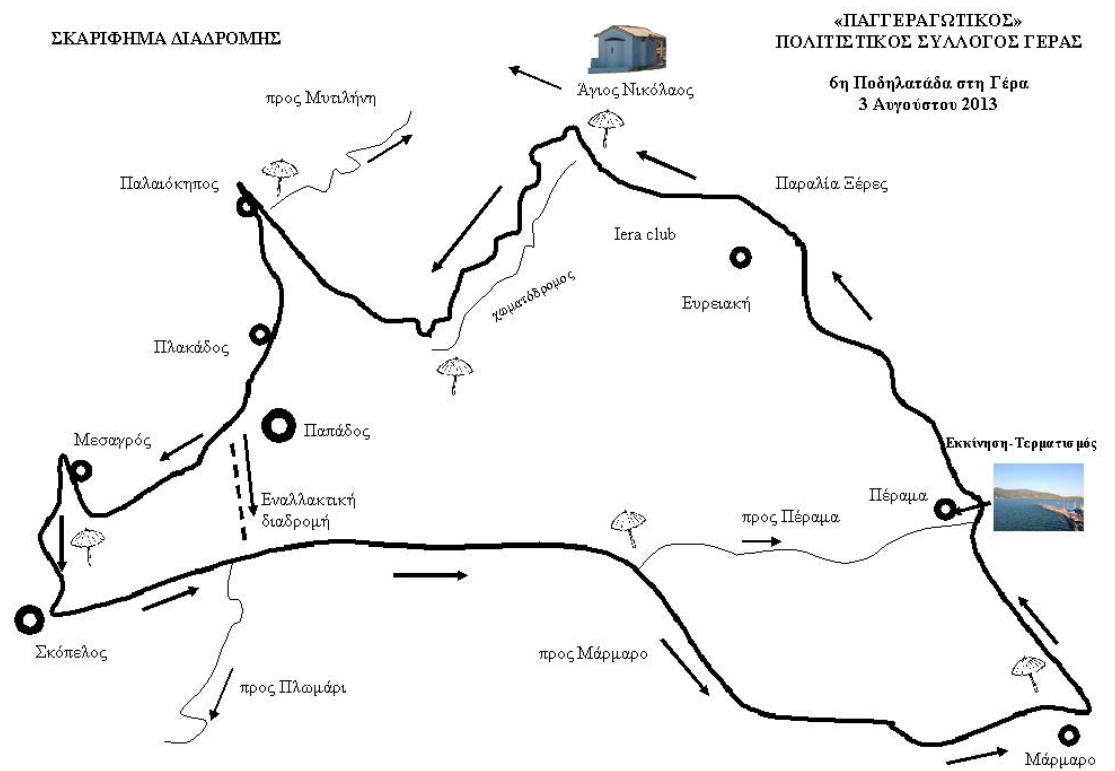 ΣΚΑΡΙΦΗΜΑ ΔΙΑΔΡΟΜΗΣ
«ΠΑΓΓΕΡΑΓΩΤΙΚΟΣ»
ΠΟΛΙΤΙΣΤΙΚΟΣ ΣΥΛΛΟΓΟΣ ΓΕΡΑΣ
6η Ποδηλατάδα στη Γέρα
3 Αυγούστου 2013
προς Μυτιλήνη
Άγιος Νικόλαος
Παλαιόκηπος
Παραλία Ξέρες
Iera club
χωματόδρομος
Ευρειακή
Πλακάδος
Παπάδος
Μεσαγρός
Εκκίνηση-Τερματισμός
Εναλλακτική
διαδρομή
Πέραμα
προς Πέραμα
Σκόπελος
προς Μάρμαρο
προς Πλωμάρι
Μάρμαρο